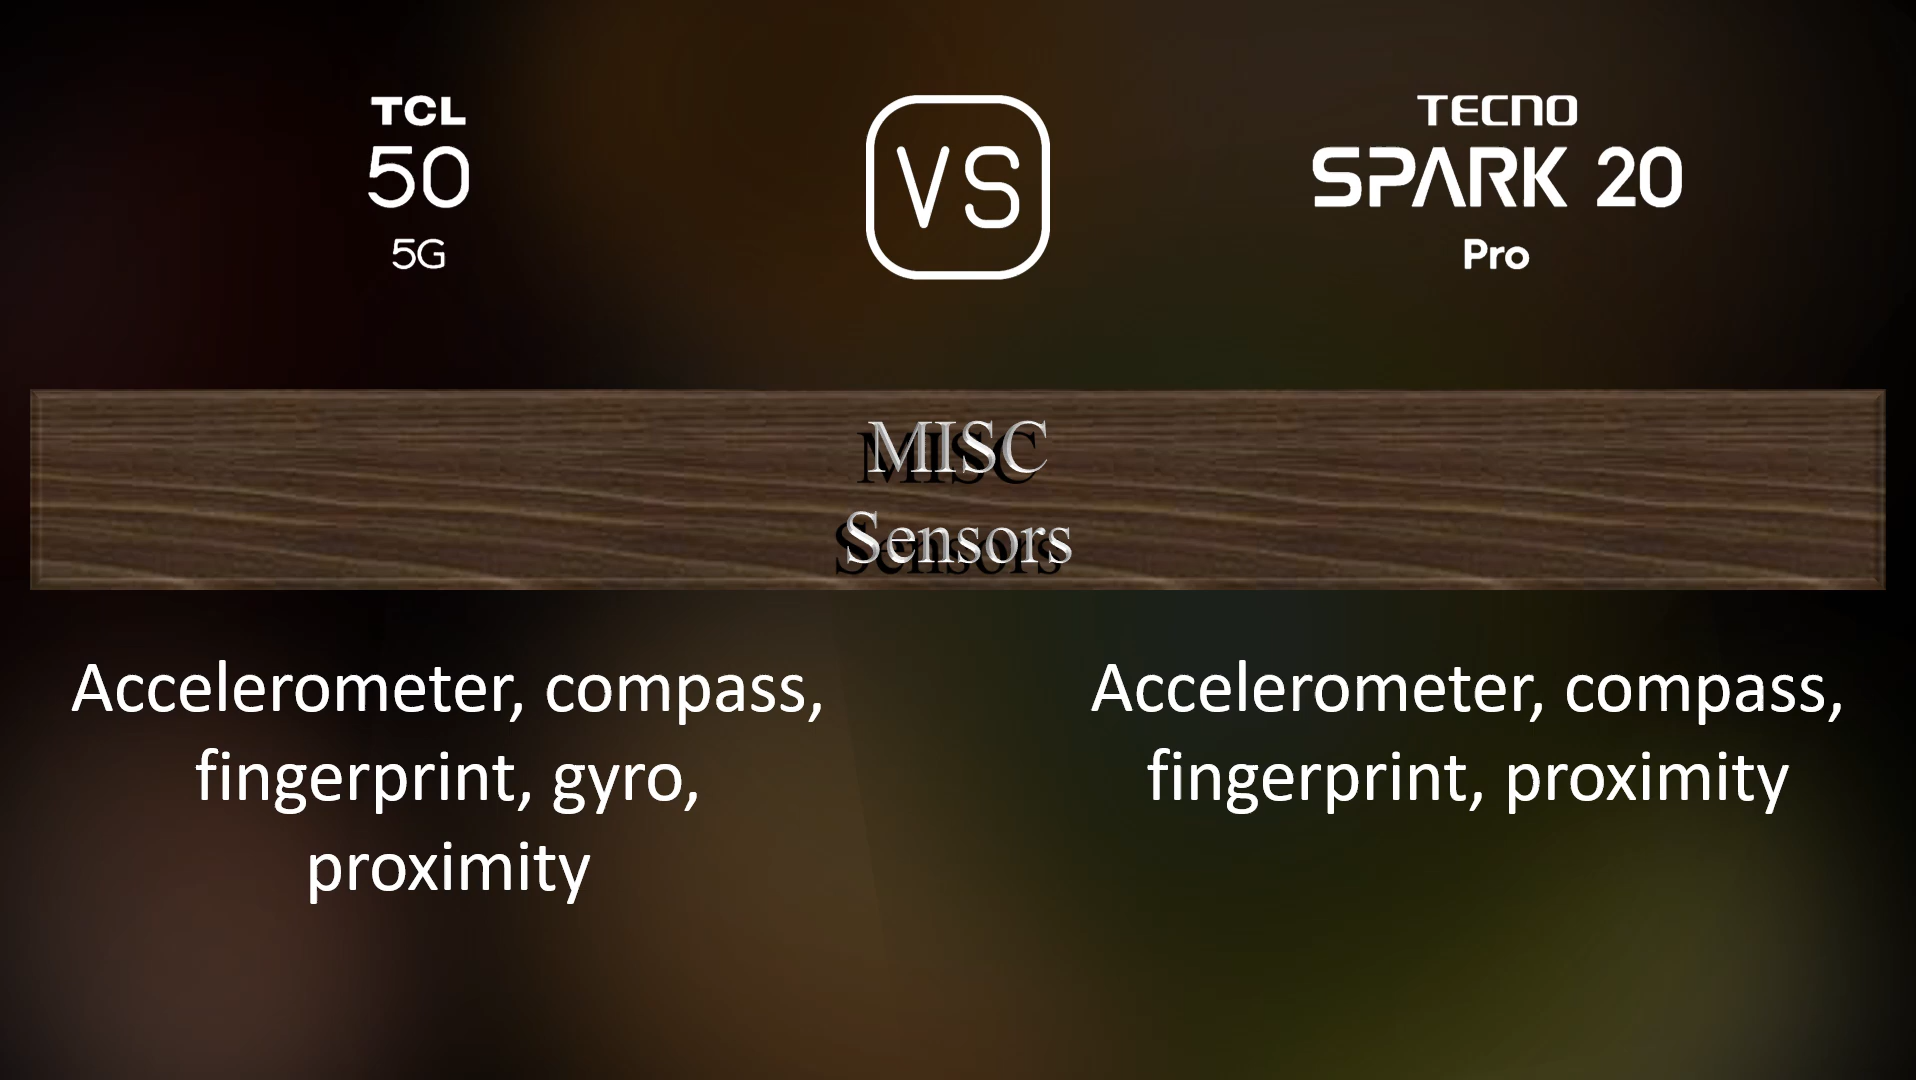 TCL
50
5G
VS
TECNO
SPARK 20
Pro
MISC
Sensors
Accelerometer, compass,
fingerprint, gyro,
proximity
Accelerometer, compass,
fingerprint, proximity